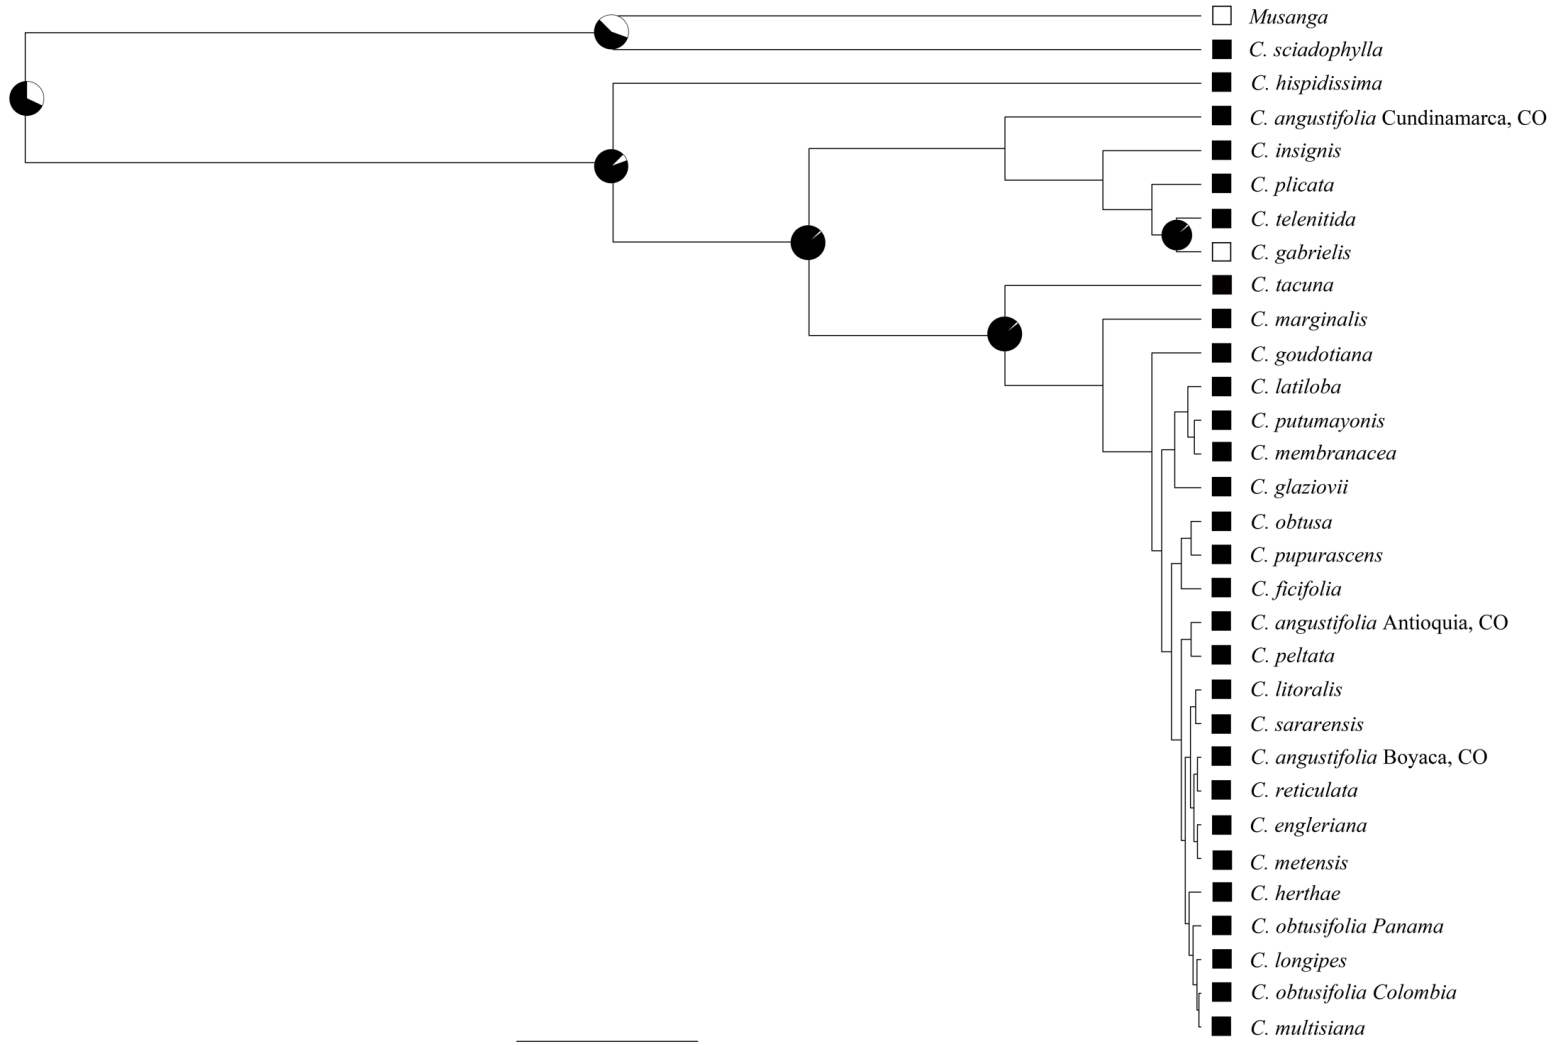 Musanga
C. sciadophylla
C. hispidissima
C. angustifolia Cundinamarca, CO
C. insignis
C. plicata
C. telenitida
C. gabrielis
C. tacuna
C. marginalis
C. goudotiana
C. latiloba
C. putumayonis
C. membranacea
C. glaziovii
C. obtusa
C. pupurascens
C. ficifolia
C. angustifolia Antioquia, CO
C. peltata
C. litoralis
C. sararensis
C. angustifolia Boyaca, CO
C. reticulata
C. engleriana
C. metensis
C. herthae
C. obtusifolia Panama
C. longipes
C. obtusifolia Colombia
C. multisiana